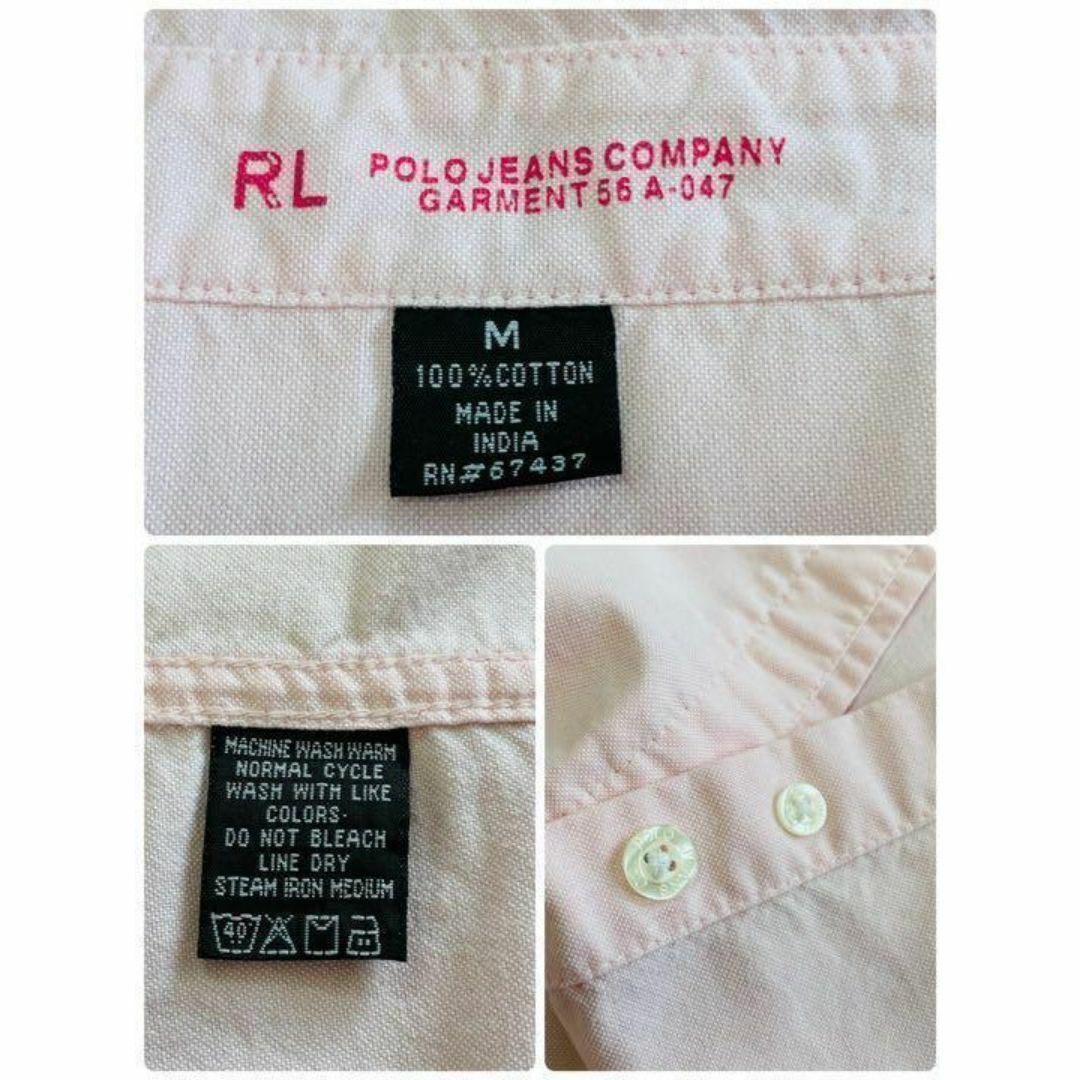 RL POLO JEANS COMPANY
GARMENT 56 A-047
M
100% COTTON
MADE IN
INDIA
RN#67437
MACHINE WASH WARM
NORMAL CYCLE
WASH WITH LIKE
COLORS·
DO NOT BLEACH
LINE DRY
STEAM IRON MEDIUM
40°